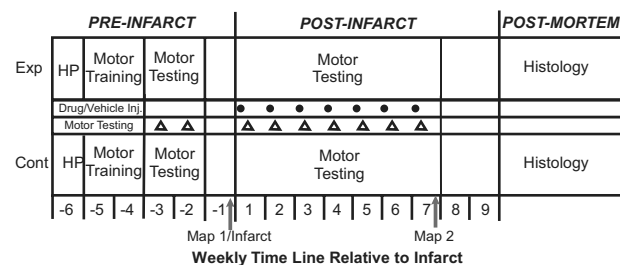 PRE-INFARCT POST-INFARCT POST-MORTEM
Exp HP Motor Training Motor Testing Motor Testing Histology
Drug/Vehicle Inj.
Motor Testing
Cont HP Motor Training Motor Testing Motor Testing Histology
-6 -5 -4 -3 -2 -1 1 2 3 4 5 6 7 8 9
Map 1/Infarct Map 2
Weekly Time Line Relative to Infarct